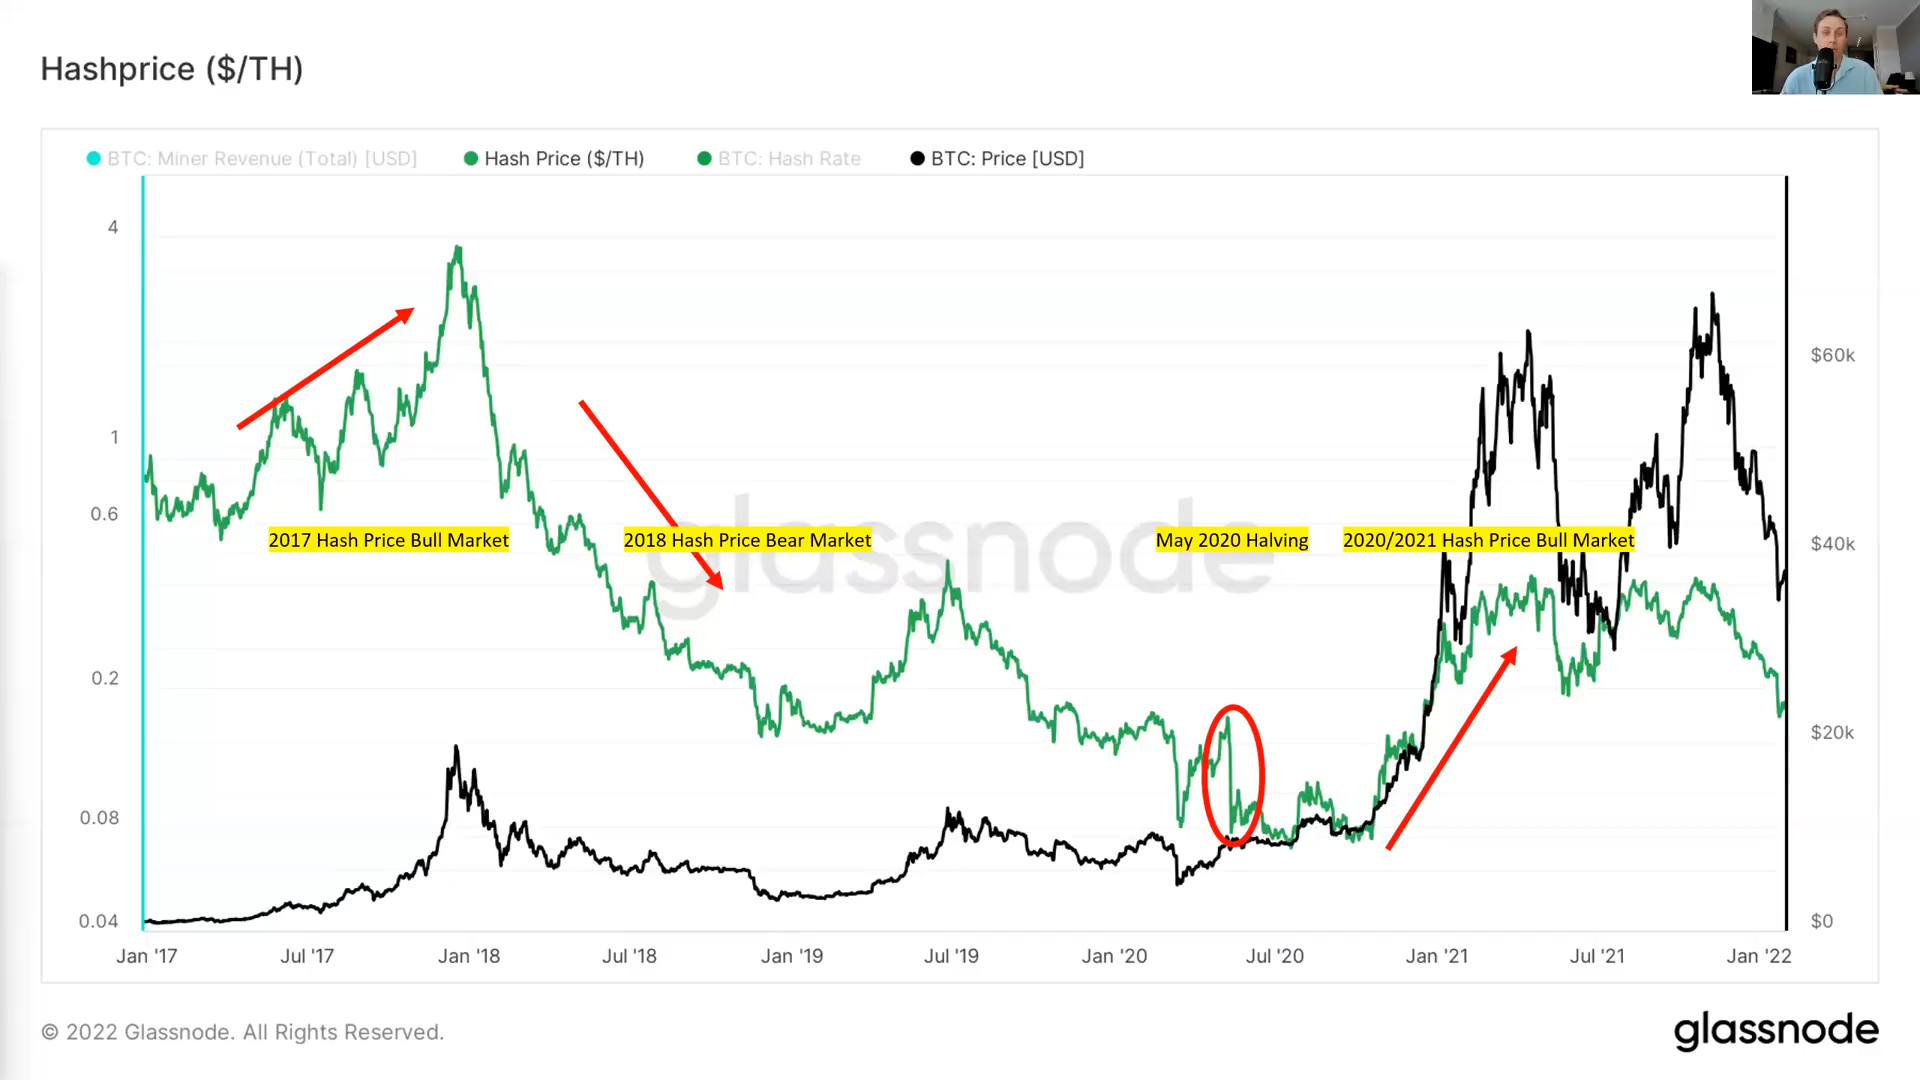 Hashprice ($/TH)
BTC: Miner Revenue (Total) [USD] Hash Price ($/TH) BTC: Hash Rate BTC: Price [USD]
4
1
0.6
0.2
0.08
0.04
$60k
$40k
$20k
$0
glassnode
2017 Hash Price Bull Market
2018 Hash Price Bear Market
May 2020 Halving
2020/2021 Hash Price Bull Market
Jan '17 Jul '17 Jan '18 Jul '18 Jan '19 Jul '19 Jan '20 Jul '20 Jan '21 Jul '21 Jan '22
© 2022 Glassnode. All Rights Reserved.
glassnode